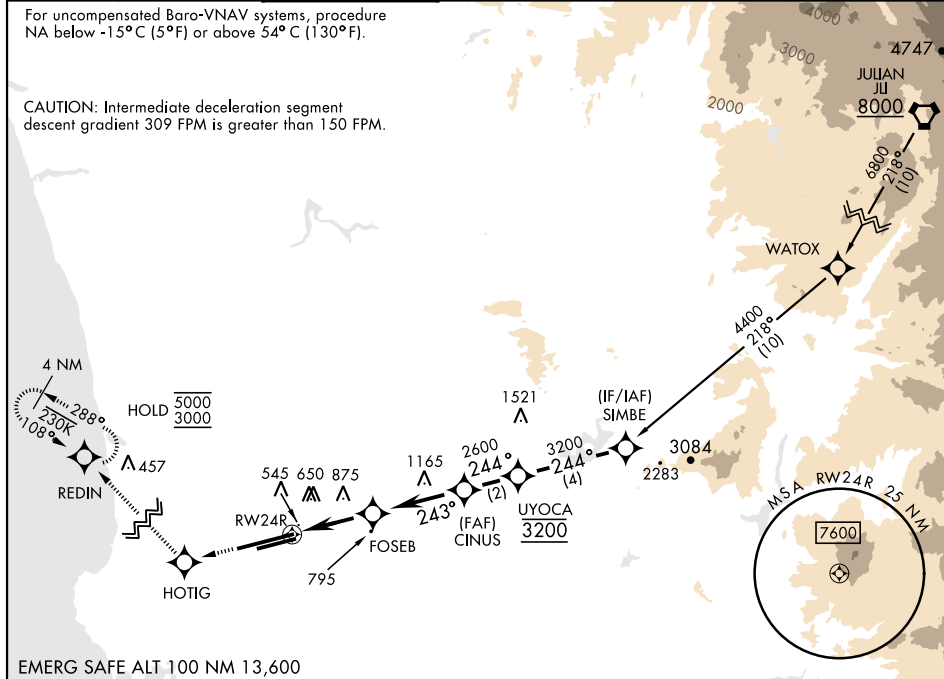 For uncompensated Baro-VNAV systems, procedure
NA below -15°C (5°F) or above 54°C (130°F).
CAUTION: Intermediate deceleration segment
descent gradient 309 FPM is greater than 150 FPM.
4000
3000
2000
4747
JULIAN
JLI
8000
6800
218°
(10)
WATOX
4400
218°
(10)
4 NM
288°
230K
108°
HOLD 5000
3000
REDIN
457
1521
(IF/IAF)
SIMBE
3084
2283
545
650
875
1165
2600
244°
(2)
3200
244°
(4)
RW24R
243°
(FAF)
CINUS
UYOCA
3200
FOSEB
795
HOTIG
MSA RW24R 25 NM
7600
EMERG SAFE ALT 100 NM 13,600